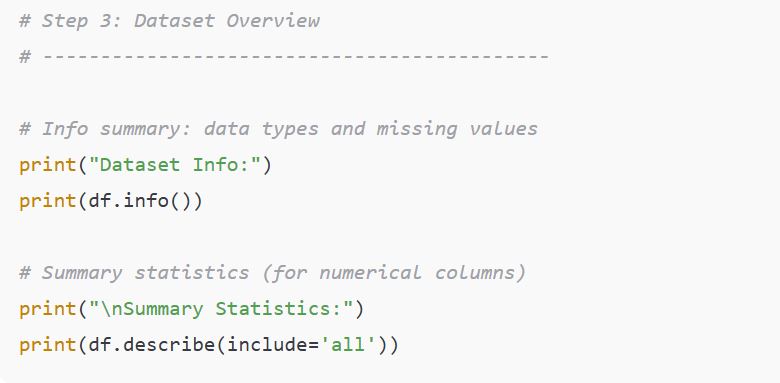 # Step 3: Dataset Overview
# --------------------------------------------
# Info summary: data types and missing values
print("Dataset Info:")
print(df.info())
# Summary statistics (for numerical columns)
print("\nSummary Statistics:")
print(df.describe(include='all'))